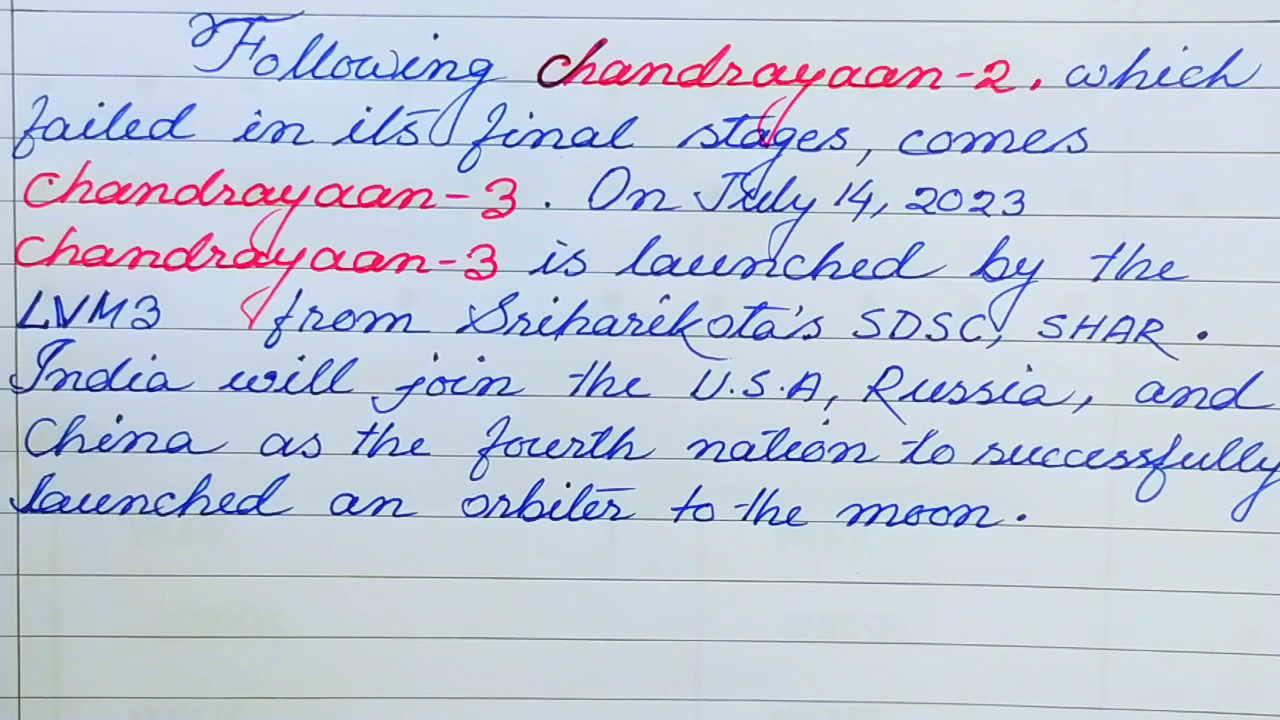 Following Chandrayaan-2, which
failed in its final stages, comes
Chandrayaan-3. On July 14, 2023
Chandrayaan-3 is launched by the
LVM3 from Sriharikota's SDSC, SHAR.
India will join the U.S.A, Russia, and
China as the fourth nation to successfully
launched an orbiter to the moon.